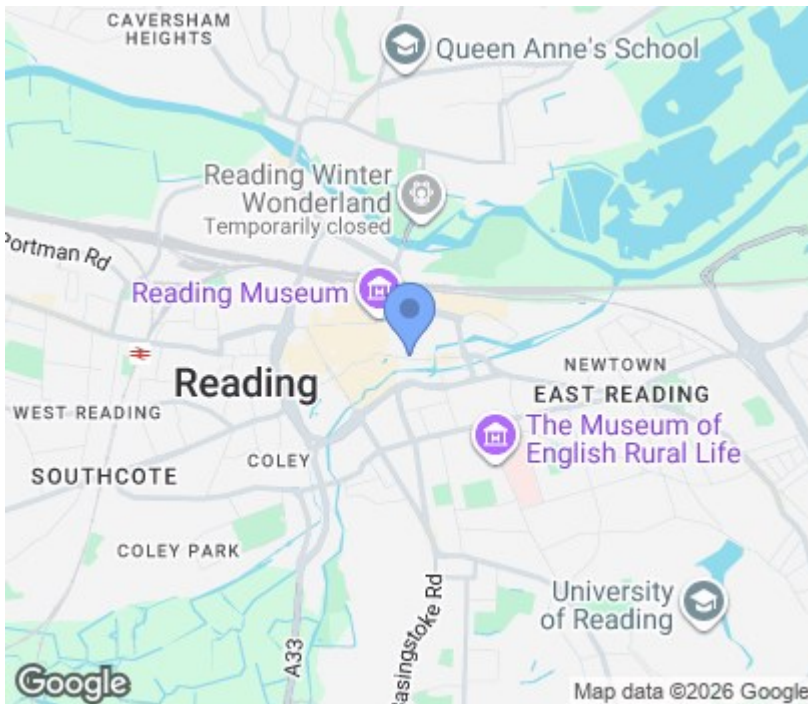 CAVERSHAM
HEIGHTS
Queen Anne's School
Reading Winter
Wonderland
Temporarily closed
Portman Rd
Reading Museum
NEWTOWN
Reading
EAST READING
WEST READING
The Museum of
English Rural Life
COLEY
SOUTHCOTE
COLEY PARK
University
of Reading
A33
Basingstoke Rd
Google
Map data ©2026 Google